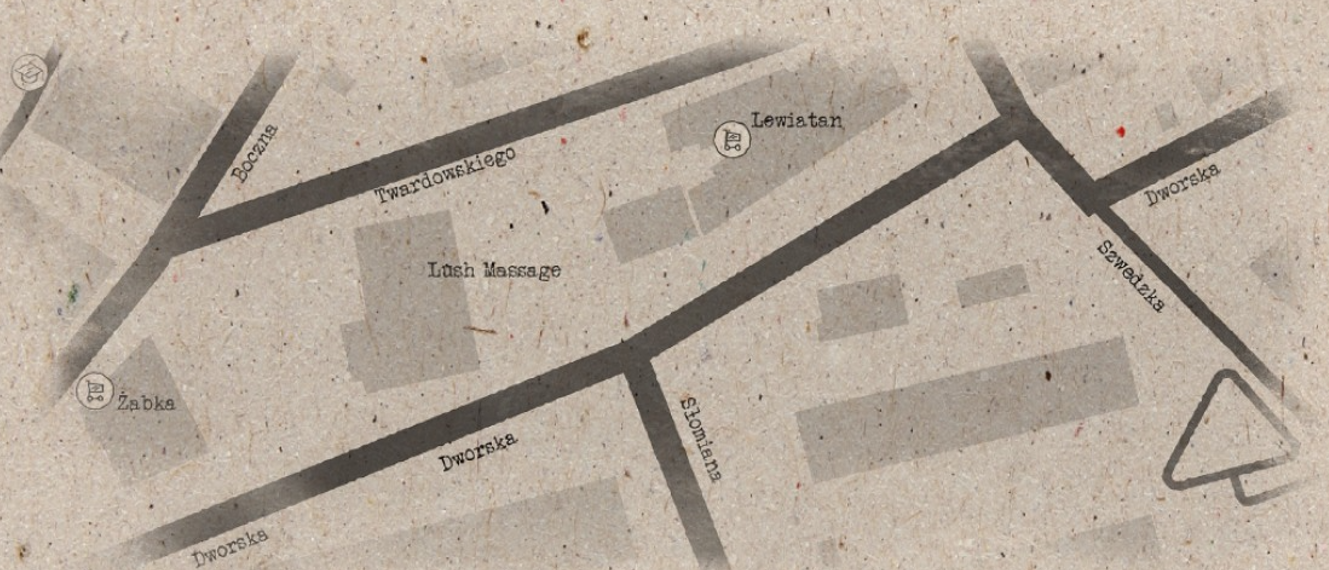 Lewiatan
Boczna
Twardowskiego
Dworska
Lush Massage
Szwedzka
Żabka
Słomiana
Dworska
Dworska